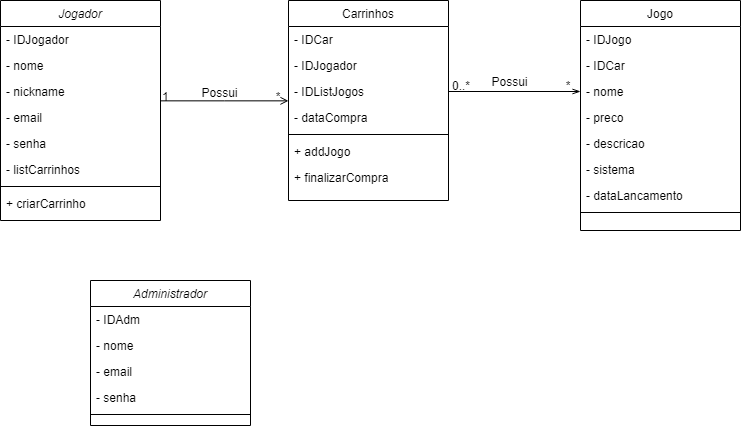 Jogador
- IDJogador
- nome
- nickname
- email
- senha
- listCarrinhos
+ criarCarrinho
1
Possui
*
Carrinhos
- IDCar
- IDJogador
- IDListJogos
- dataCompra
+ addJogo
+ finalizarCompra
0..*
Possui
*
Jogo
- IDJogo
- IDCar
- nome
- preco
- descricao
- sistema
- dataLancamento
Administrador
- IDAdm
- nome
- email
- senha